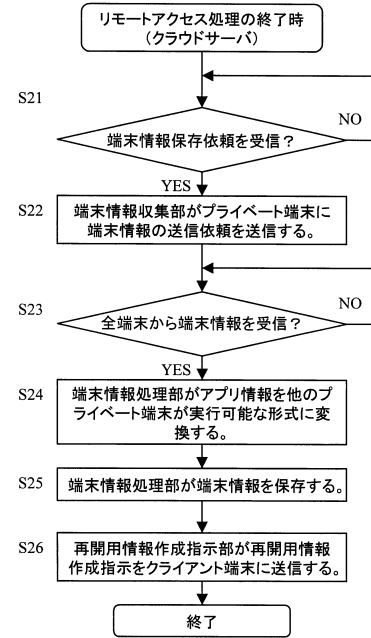 リモートアクセス処理の終了時
（クラウドサーバ）
S21
端末情報保存依頼を受信？
NO
YES
S22
端末情報収集部がプライベート端末に
端末情報の送信依頼を送信する。
S23
全端末から端末情報を受信？
NO
YES
S24
端末情報処理部がアプリ情報を他のプ
ライベート端末が実行可能な形式に変
換する。
S25
端末情報処理部が端末情報を保存する。
S26
再開用情報作成指示部が再開用情報
作成指示をクライアント端末に送信する。
終了